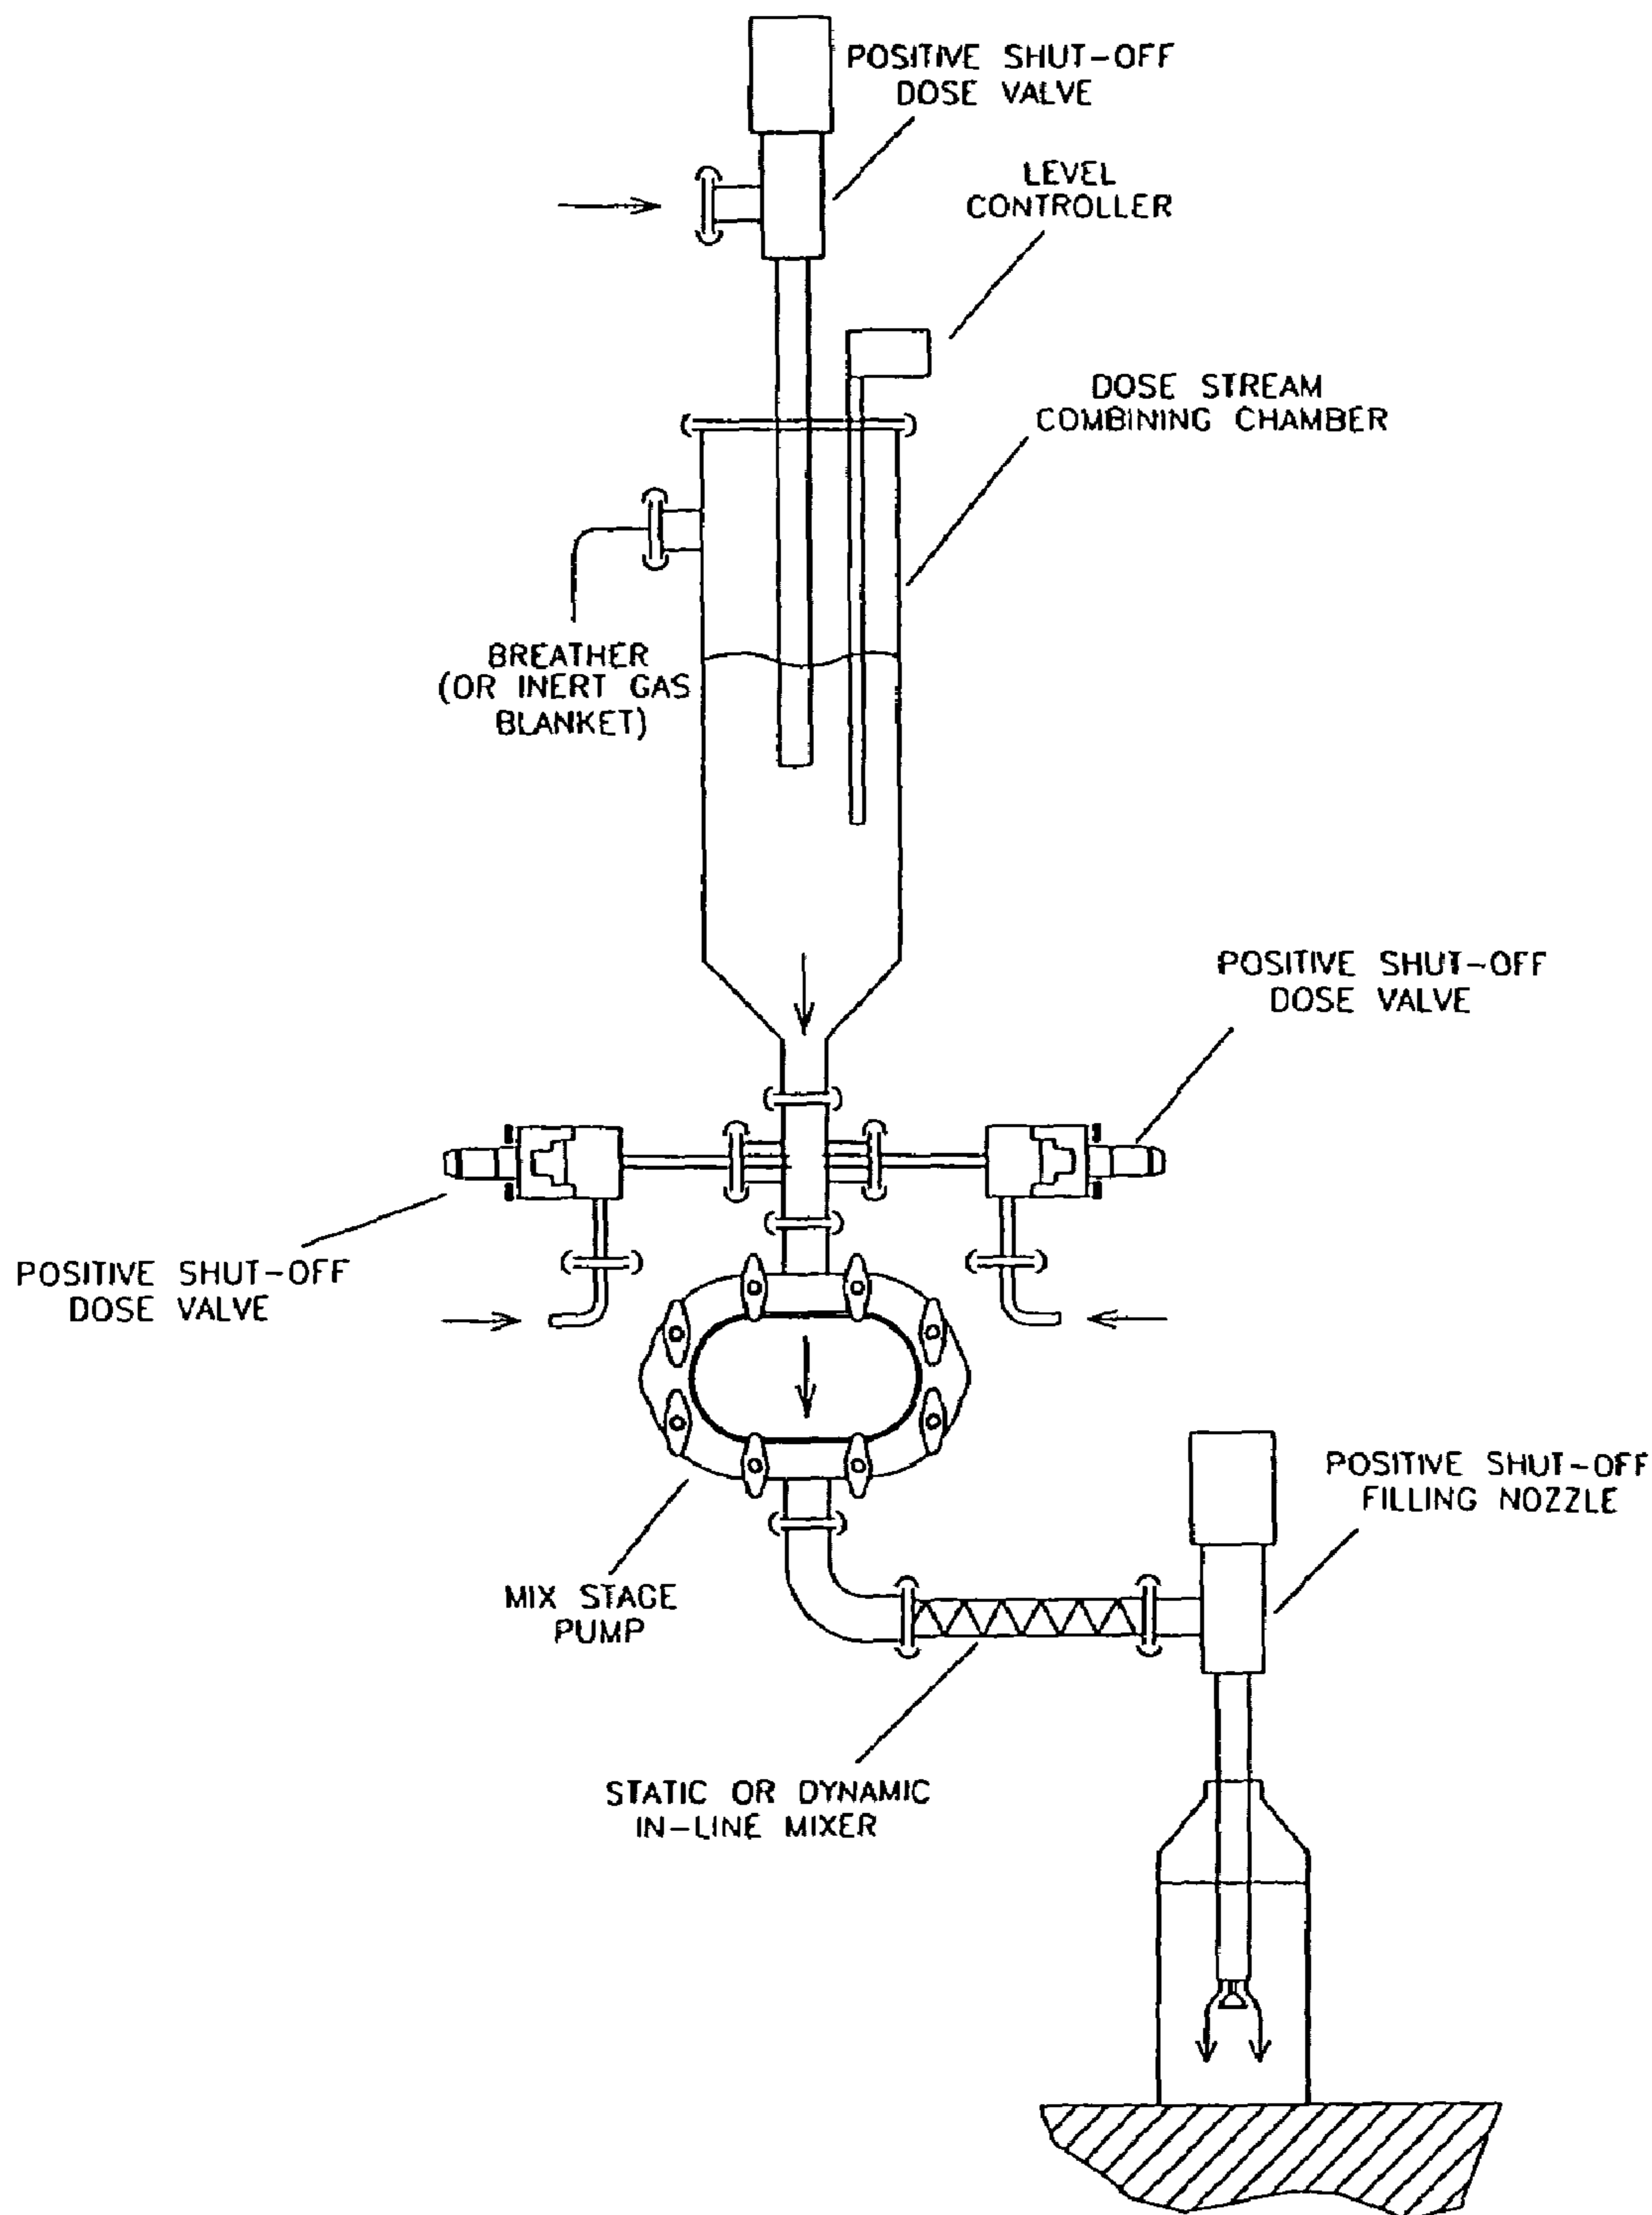 POSITIVE SHUT-OFF
DOSE VALVE
LEVEL
CONTROLLER
DOSE STREAM
COMBINING CHAMBER
BREATHER
(OR INERT GAS
BLANKET)
POSITIVE SHUT-OFF
DOSE VALVE
POSITIVE SHUT-OFF
DOSE VALVE
POSITIVE SHUT-OFF
FILLING NOZZLE
MIX STAGE
PUMP
STATIC OR DYNAMIC
IN-LINE MIXER